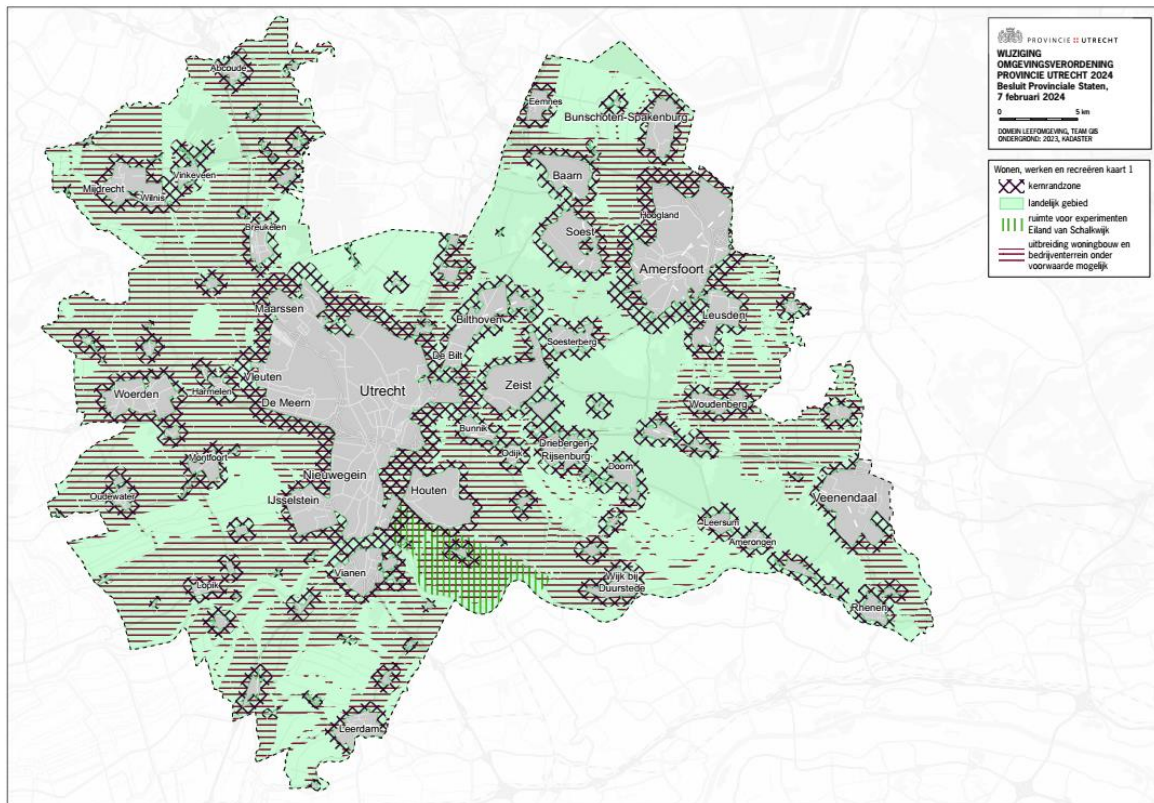 PROVINCIE UTRECHT
WIJZIGING
OMGEVINGSVERORDENING
PROVINCIE UTRECHT 2024
Besluit Provinciale Staten,
7 februari 2024
0 5 km
DOMEIN LEEFOMGEVING, TEAM GIS
ONDERGROND: 2023, KADASTER
Wonen, werken en recreëren kaart 1
kernrandzone
landelijk gebied
ruimte voor experimenten
Eiland van Schalkwijk
uitbreiding woningbouw en
bedrijventerrein onder
voorwaarde mogelijk
Abcoude
Eemnes
Bunschoten-Spakenburg
Vinkeveen
Baarn
Mijdrecht
Wilnis
Hoogland
Breukelen
Soest
Amersfoort
Maarssen
Leusden
Bilthoven
Soesterberg
De Bilt
Vleuten
Zeist
Utrecht
Harmelen
Woerden
De Meern
Woudenberg
Bunnik
Driebergen-
Rijsenburg
Odijk
Montfoort
Doorn
Nieuwegein
Houten
Oudewater
IJsselstein
Veenendaal
Leersum
Amerongen
Vianen
Wijk bij
Duurstede
Lopik
Rhenen
Leerdam